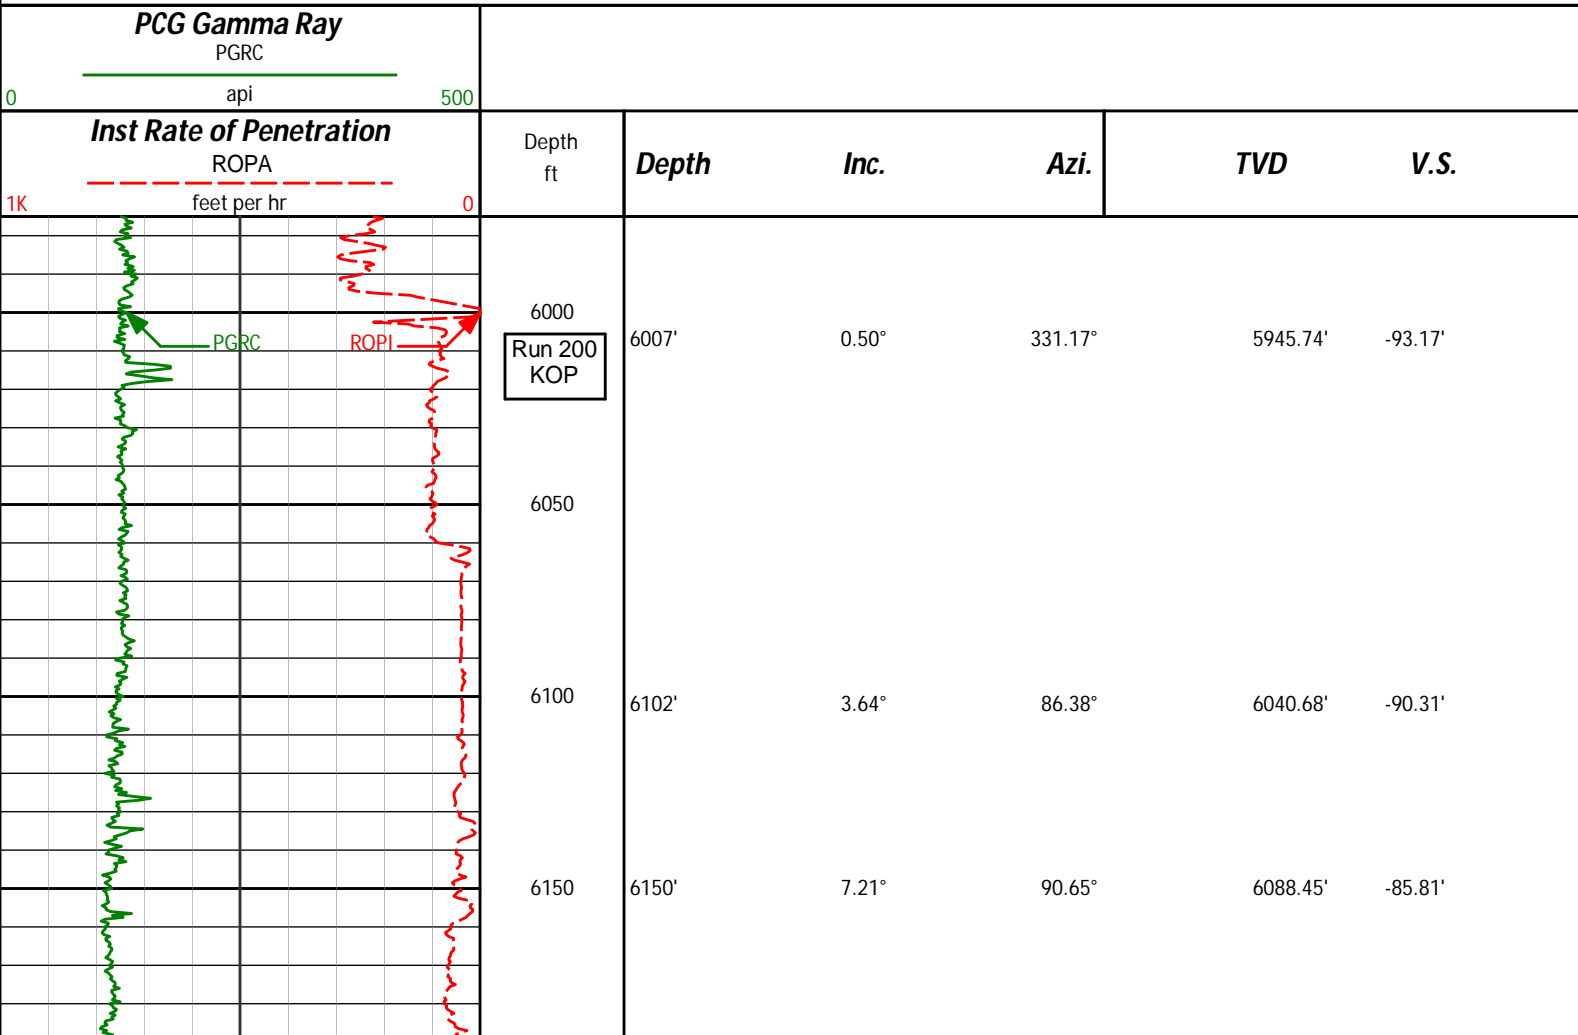 PCG Gamma Ray
PGRC
0 api 500
Inst Rate of Penetration
ROPA
1K feet per hr 0
Depth
ft
Depth Inc. Azi. TVD V.S.
6000
PGRC ROPI
Run 200
KOP
6007' 0.50° 331.17° 5945.74' -93.17'
6050
6100
6102' 3.64° 86.38° 6040.68' -90.31'
6150 6150' 7.21° 90.65° 6088.45' -85.81'